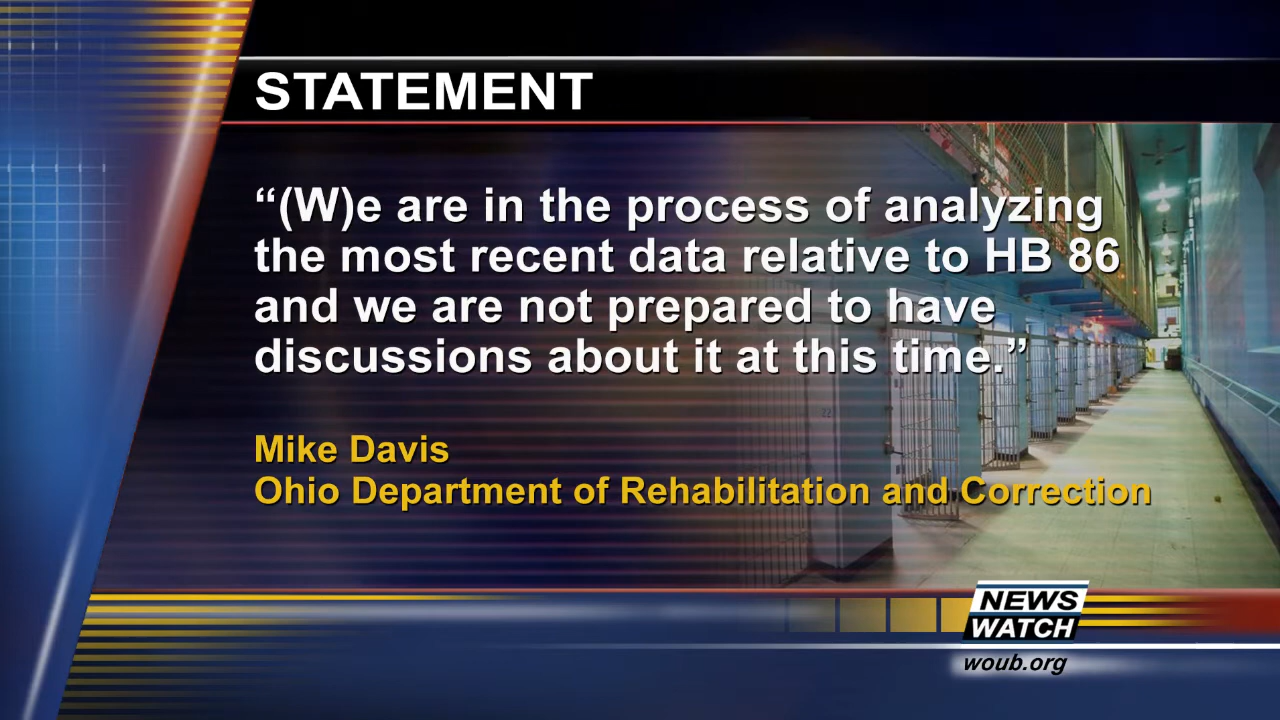 STATEMENT
“(W)e are in the process of analyzing
the most recent data relative to HB 86
and we are not prepared to have
discussions about it at this time.”
Mike Davis
Ohio Department of Rehabilitation and Correction
NEWS
WATCH
woub.org